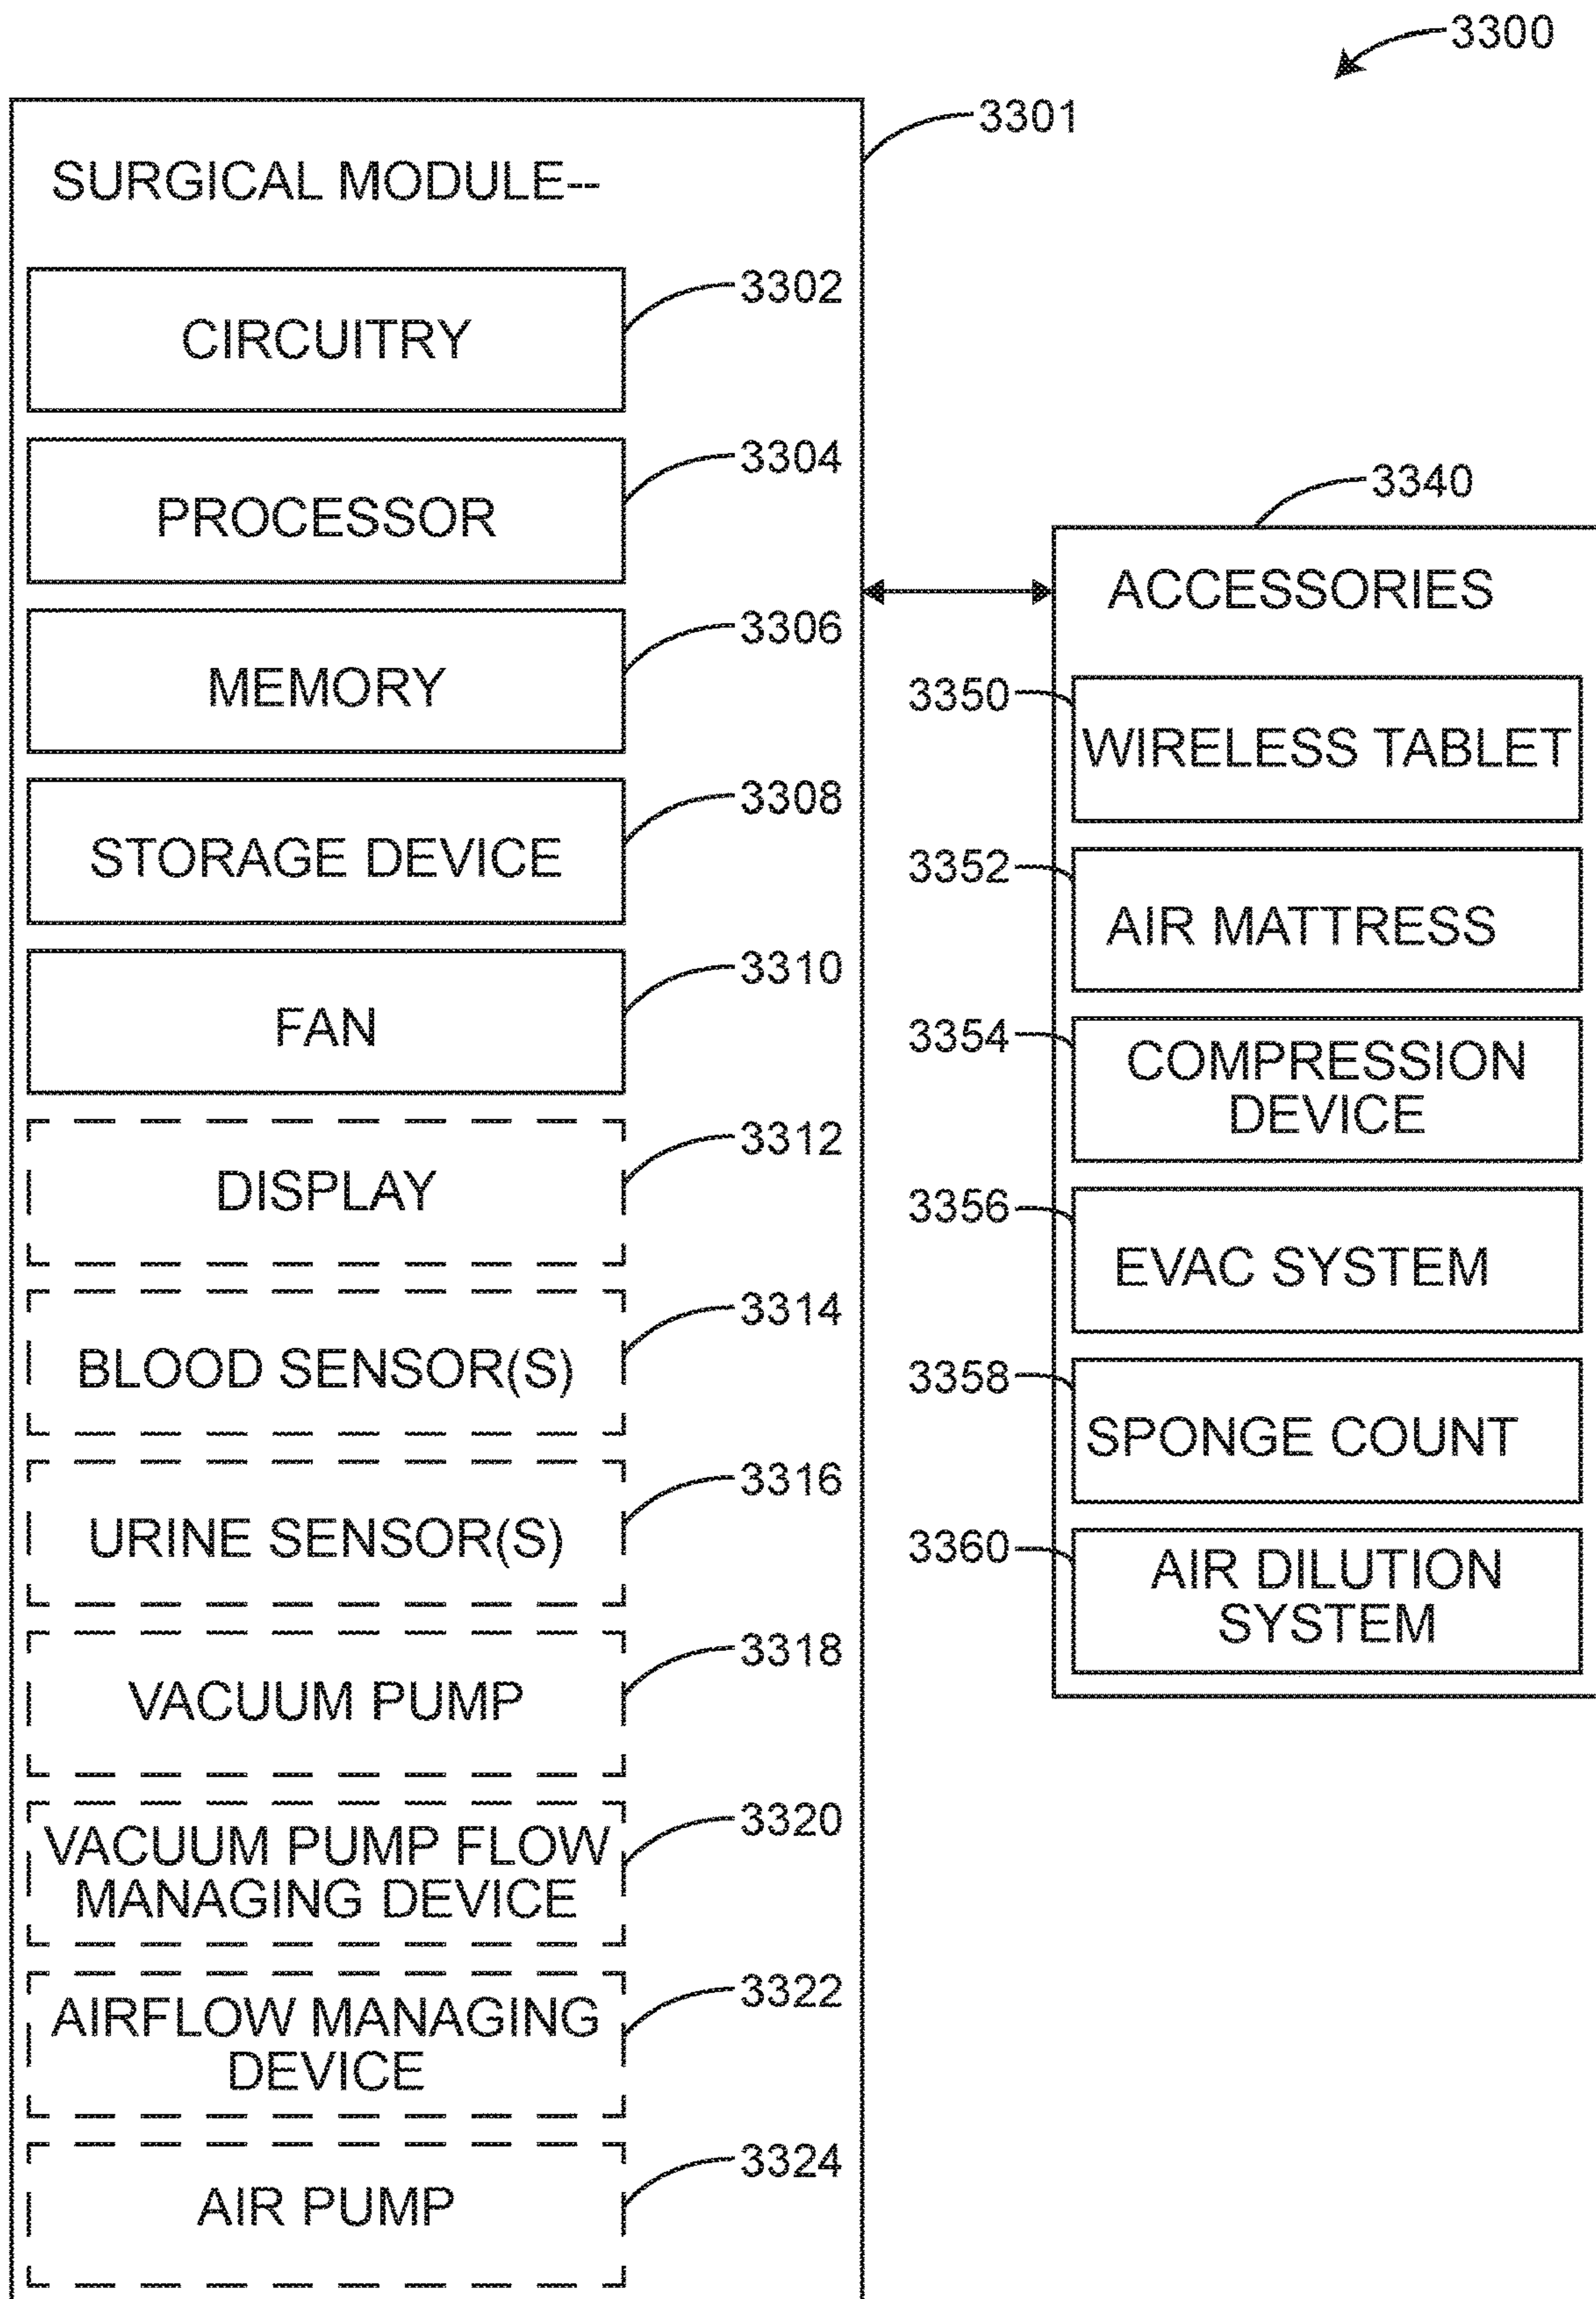 3300
3301
SURGICAL MODULE--
3302
CIRCUITRY
3304
PROCESSOR
3306
MEMORY
3308
STORAGE DEVICE
3310
FAN
3312
DISPLAY
3314
BLOOD SENSOR(S)
3316
URINE SENSOR(S)
3318
VACUUM PUMP
3320
VACUUM PUMP FLOW
MANAGING DEVICE
3322
AIRFLOW MANAGING
DEVICE
3324
AIR PUMP
3340
ACCESSORIES
3350
WIRELESS TABLET
3352
AIR MATTRESS
3354
COMPRESSION
DEVICE
3356
EVAC SYSTEM
3358
SPONGE COUNT
3360
AIR DILUTION
SYSTEM